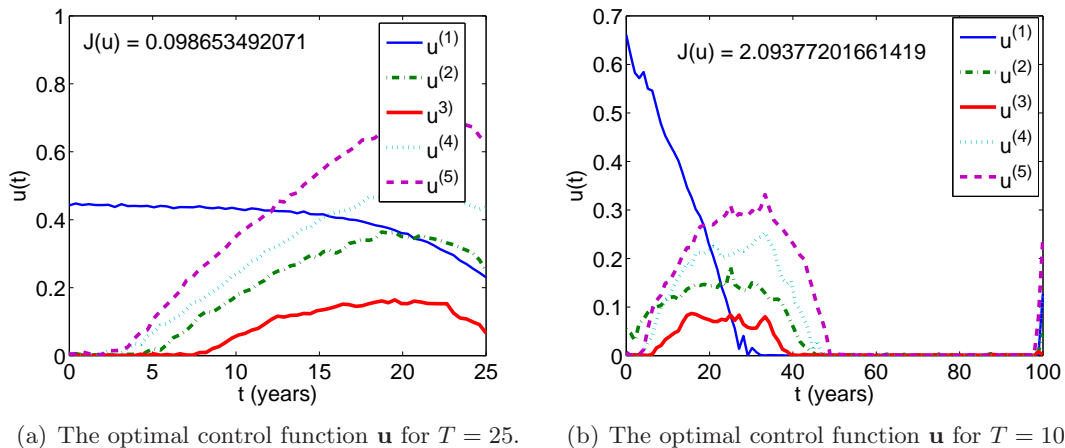 J(u) = 0.098653492071
u(1)
u(2)
u3)
u(4)
u(5)
1
0.8
0.6
0.4
0.2
0
u(t)
0 5 10 15 20 25
t (years)
(a) The optimal control function u for T = 25.
J(u) = 2.09377201661419
u(1)
u(2)
u(3)
u(4)
u(5)
0.7
0.6
0.5
0.4
0.3
0.2
0.1
0
u(t)
0 20 40 60 80 100
t (years)
(b) The optimal control function u for T = 10